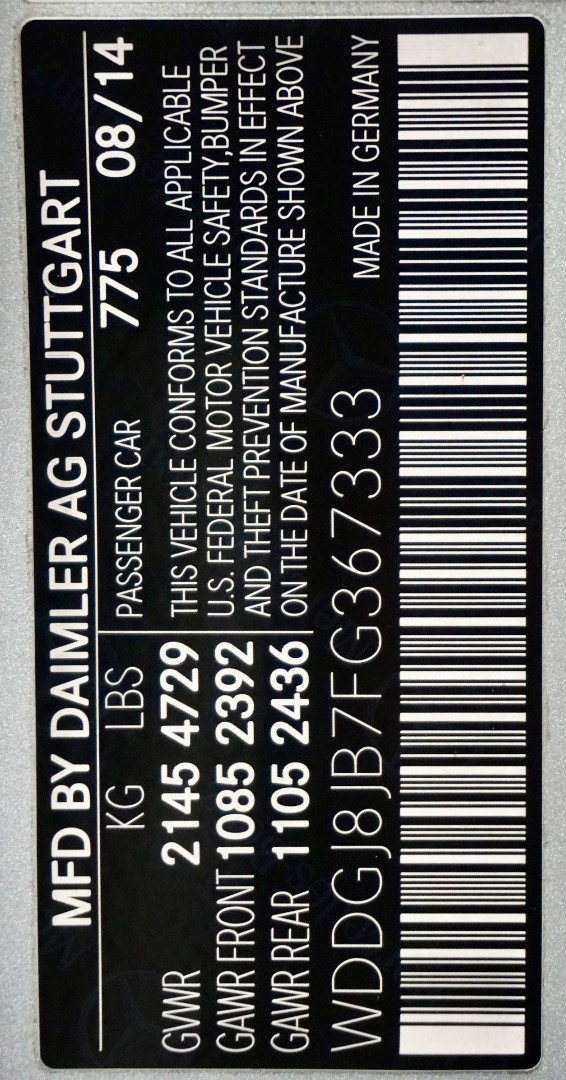 MFD BY DAIMLER AG STUTTGART
KG LBS PASSENGER CAR 775 08/14
GVWR 2145 4729 THIS VEHICLE CONFORMS TO ALL APPLICABLE
GAWR FRONT 1085 2392 U.S. FEDERAL MOTOR VEHICLE SAFETY,BUMPER
GAWR REAR 1105 2436 AND THEFT PREVENTION STANDARDS IN EFFECT
ON THE DATE OF MANUFACTURE SHOWN ABOVE
WDDGJ8JB7FG367333 MADE IN GERMANY